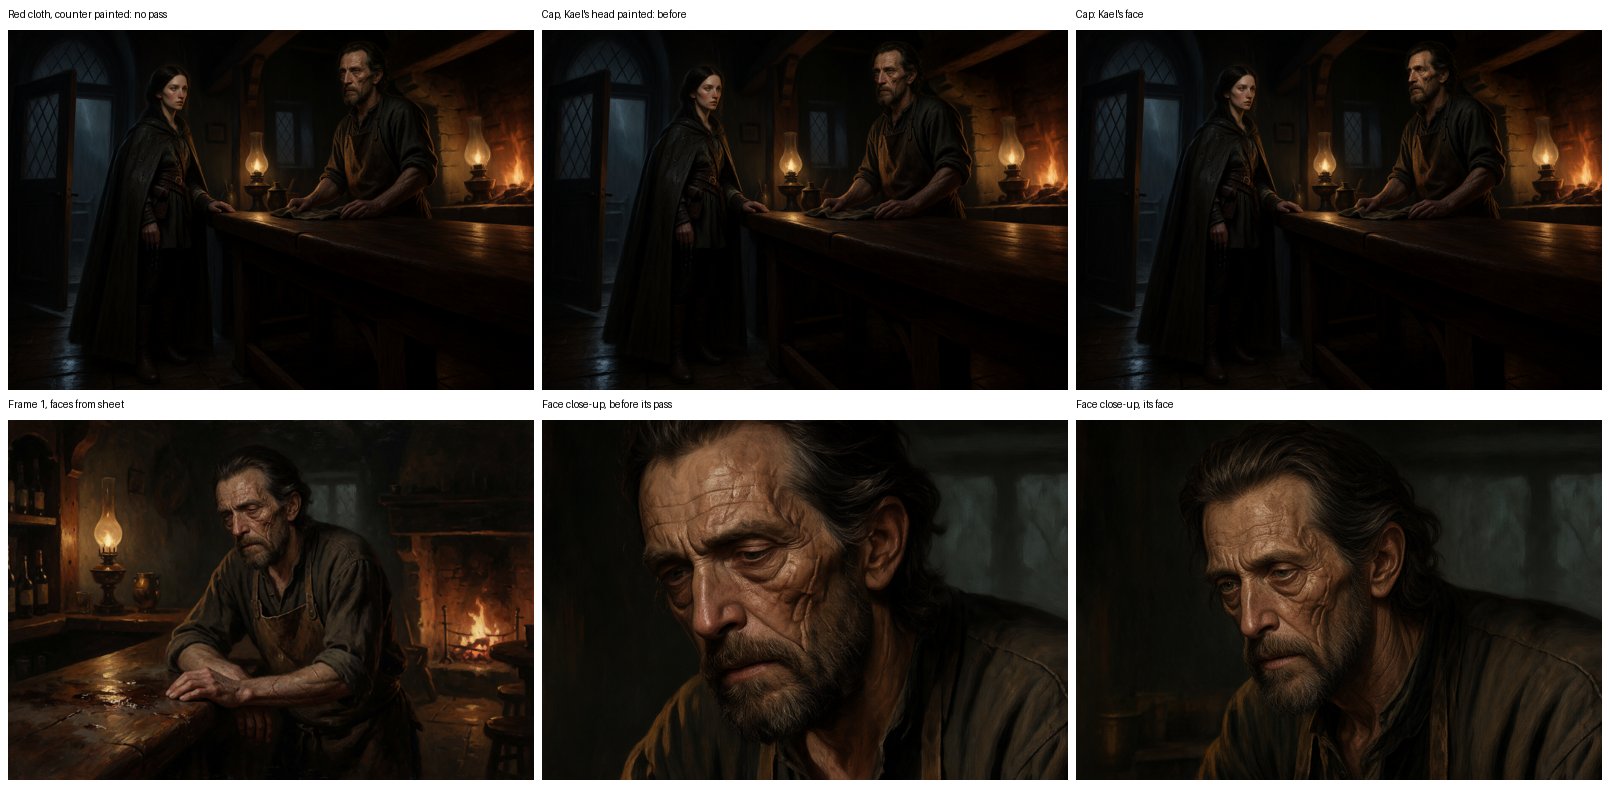 Red cloth, counter painted: no pass
Cap, Kael's head painted: before
Cap: Kael's face
Frame 1, faces from sheet
Face close-up, before its pass
Face close-up, its face